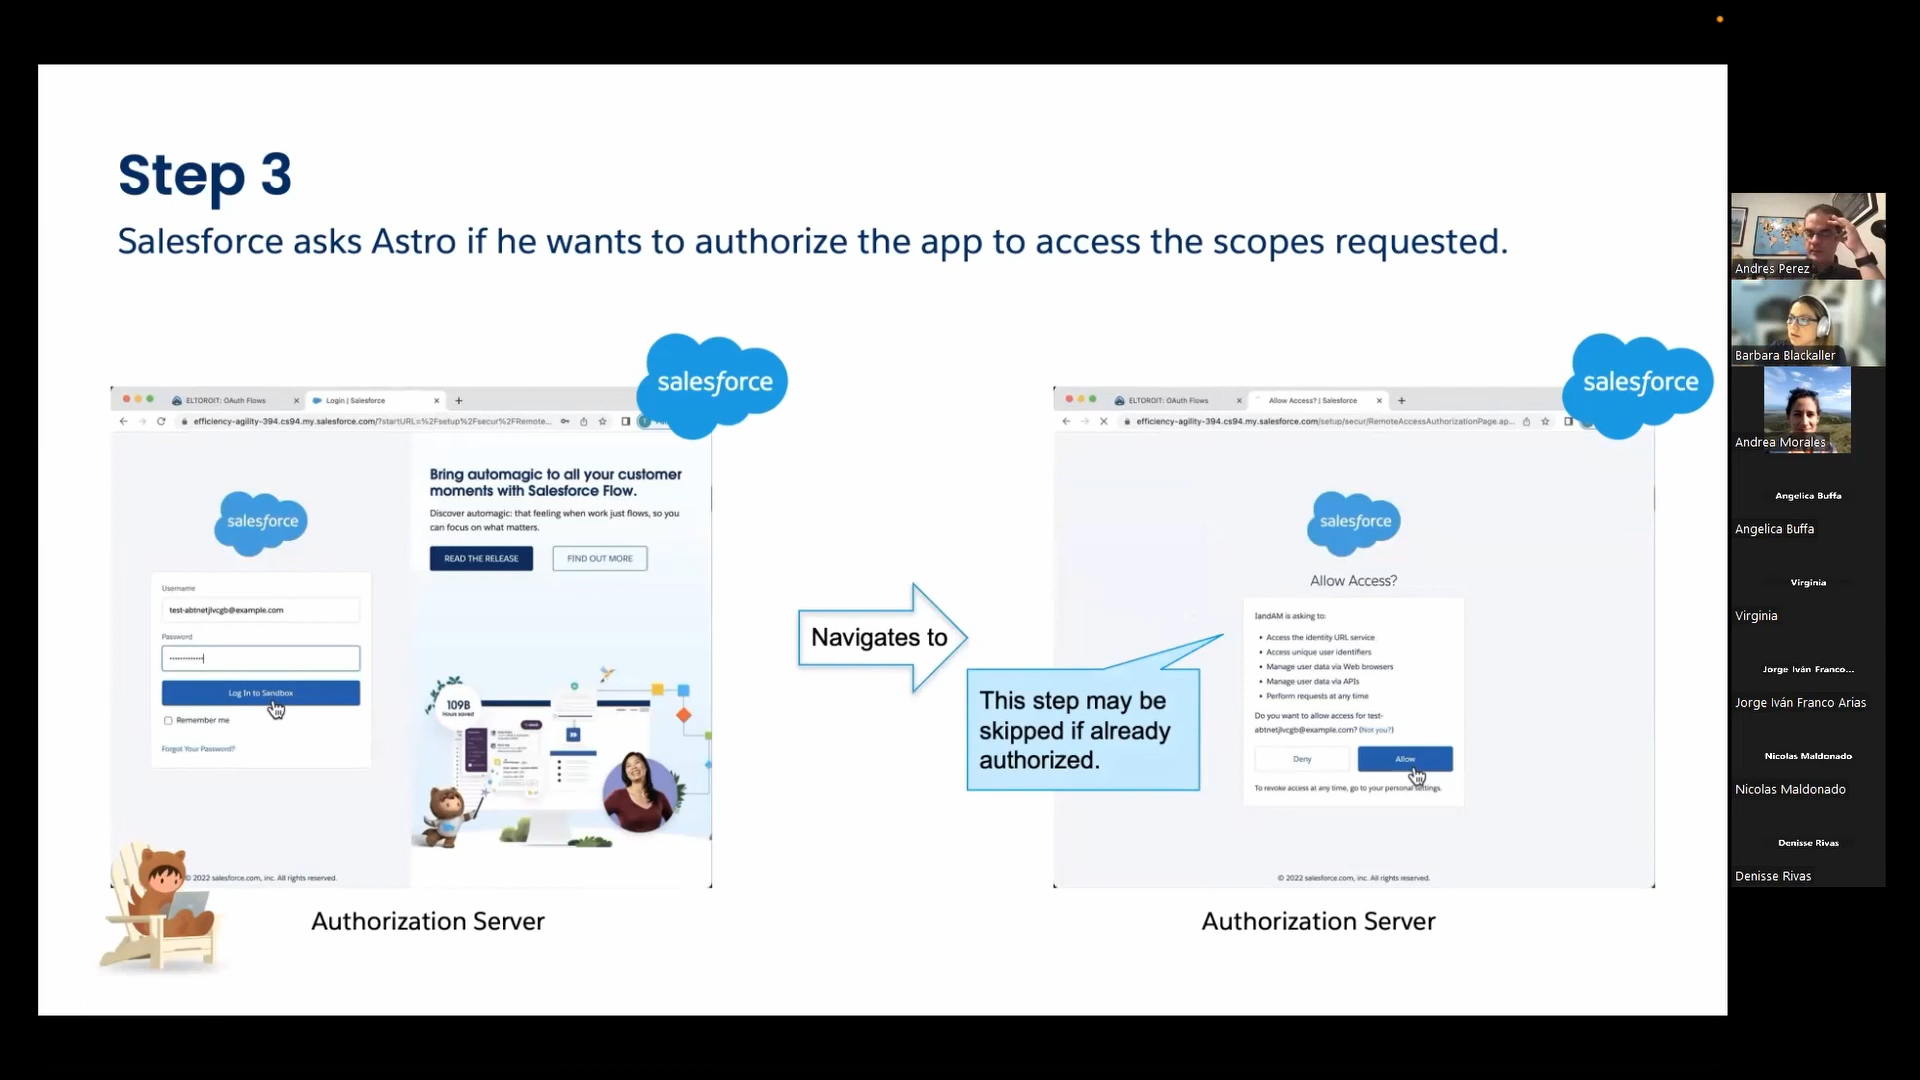 Step 3
Salesforce asks Astro if he wants to authorize the app to access the scopes requested.
salesforce
ELTOROIT: OAuth Flows
Login | Salesforce
efficiency-agility-394.cs94.my.salesforce.com/?startURL=%2Fsetup%2Fsecur%2FRemote...
salesforce
Username
test-abtnetjlvcgb@example.com
Password
Log In to Sandbox
Remember me
Forgot Your Password?
© 2022 salesforce.com, inc. All rights reserved.
Bring automagic to all your customer
moments with Salesforce Flow.
Discover automagic: that feeling when work just flows, so you
can focus on what matters.
READ THE RELEASE
FIND OUT MORE
109B
Hours saved
Authorization Server
Navigates to
This step may be
skipped if already
authorized.
salesforce
ELTOROIT: OAuth Flows
Allow Access? | Salesforce
efficiency-agility-394.cs94.my.salesforce.com/setup/secur/RemoteAccessAuthorizationPage.ap...
salesforce
Allow Access?
IandAM is asking to:
• Access the identity URL service
• Access unique user identifiers
• Manage user data via Web browsers
• Manage user data via APIs
• Perform requests at any time
Do you want to allow access for test-
abtnetjlvcgb@example.com? (Not you?)
Deny
Allow
To revoke access at any time, go to your personal settings.
© 2022 salesforce.com, inc. All rights reserved.
Authorization Server
Andres Perez
Barbara Blackaller
Andrea Morales
Angelica Buffa
Angelica Buffa
Virginia
Virginia
Jorge Iván Franco...
Jorge Iván Franco Arias
Nicolas Maldonado
Nicolas Maldonado
Denisse Rivas
Denisse Rivas